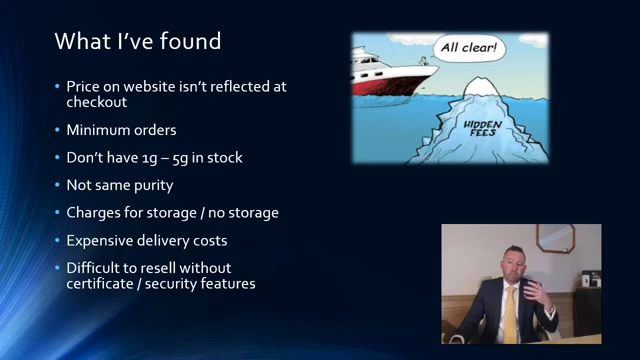 What I've found
• Price on website isn't reflected at
checkout
• Minimum orders
• Don't have 1g – 5g in stock
• Not same purity
• Charges for storage / no storage
• Expensive delivery costs
• Difficult to resell without
certificate / security features
All clear!
HIDDEN
FEES